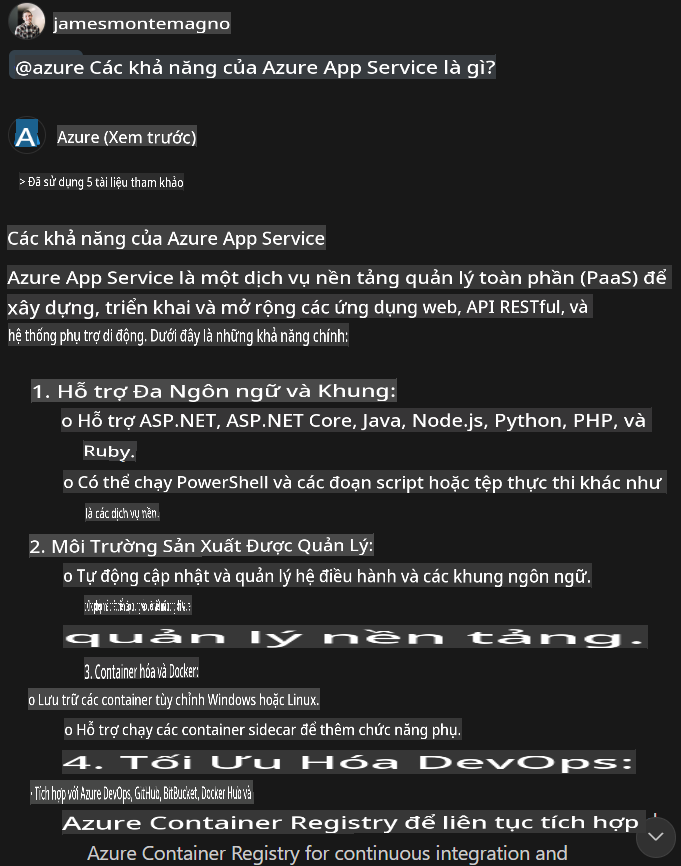 jamesmontemagno
@azure Các khả năng của Azure App Service là gì?
A
Azure (Xem trước)
> Đã sử dụng 5 tài liệu tham khảo
Các khả năng của Azure App Service
Azure App Service là một dịch vụ nền tảng quản lý toàn phần (PaaS) để
xây dựng, triển khai và mở rộng các ứng dụng web, API RESTful, và
hệ thống phụ trợ di động. Dưới đây là những khả năng chính:
1. Hỗ trợ Đa Ngôn ngữ và Khung:
o Hỗ trợ ASP.NET, ASP.NET Core, Java, Node.js, Python, PHP, và
Ruby.
o Có thể chạy PowerShell và các đoạn script hoặc tệp thực thi khác như
là các dịch vụ nền.
2. Môi Trường Sản Xuất Được Quản Lý:
o Tự động cập nhật và quản lý hệ điều hành và các khung ngôn ngữ.
quản lý nền tảng.
3. Container hóa và Docker:
o Lưu trữ các container tùy chỉnh Windows hoặc Linux.
o Hỗ trợ chạy các container sidecar để thêm chức năng phụ.
4. Tối Ưu Hóa DevOps:
· Tích hợp với Azure DevOps, GitHub, BitBucket, Docker Hub và
Azure Container Registry để liên tục tích hợp
Azure Container Registry for continuous integration and